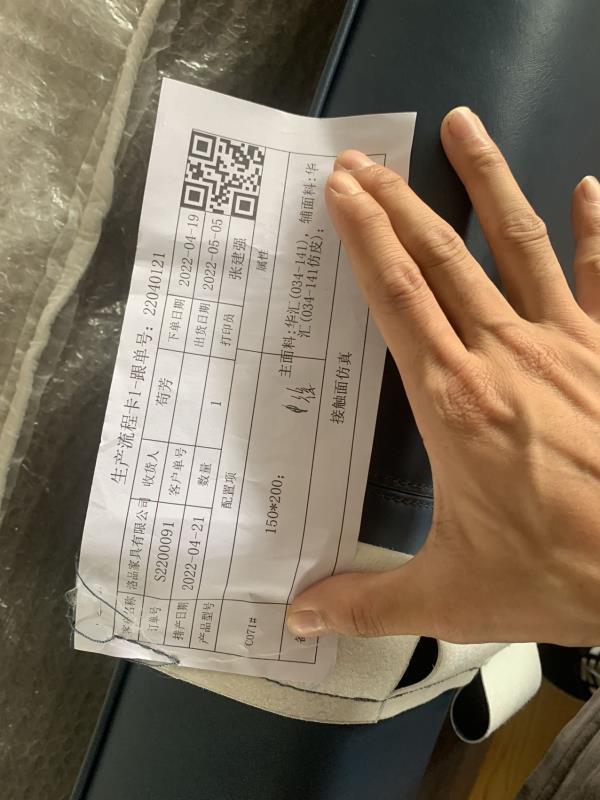 生产流程卡1-跟单号：22040121
客户名称 洛品家具有限公司 收货人 荀芳 下单日期 2022-04-19
订单号 S2200091 客户单号 出货日期 2022-05-05
排产日期 2022-04-21 数量 1 打印员 张建强
产品型号 配置项 属性
C071# 150*200; 主面料:华汇(034-141), 辅面料:华
汇(034-141仿皮);
接触面仿真